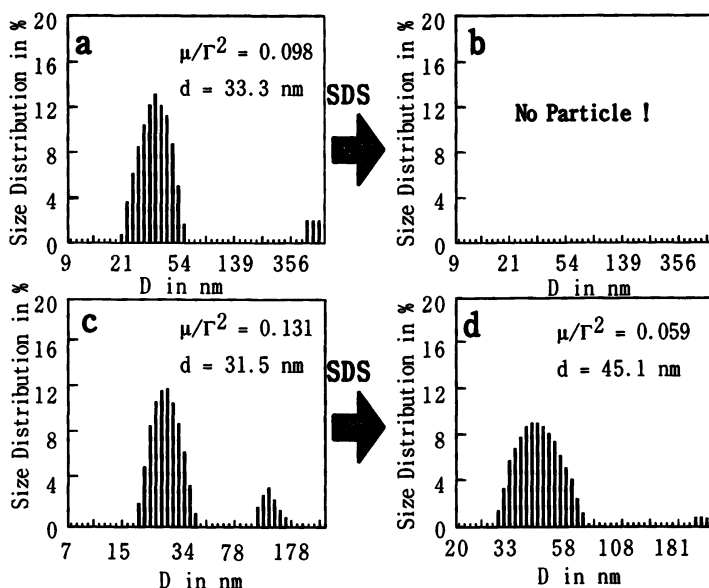 a
μ/Γ² = 0.098
d = 33.3 nm
Size Distribution in %
20
16
12
8
4
0
9 21 54 139 356
D in nm
SDS
b
No Particle !
Size Distribution in %
20
16
12
8
4
0
9 21 54 139 356
D in nm
c
μ/Γ² = 0.131
d = 31.5 nm
Size Distribution in %
20
16
12
8
4
0
7 15 34 78 178
D in nm
SDS
d
μ/Γ² = 0.059
d = 45.1 nm
Size Distribution in %
20
16
12
8
4
0
20 33 58 108 181
D in nm